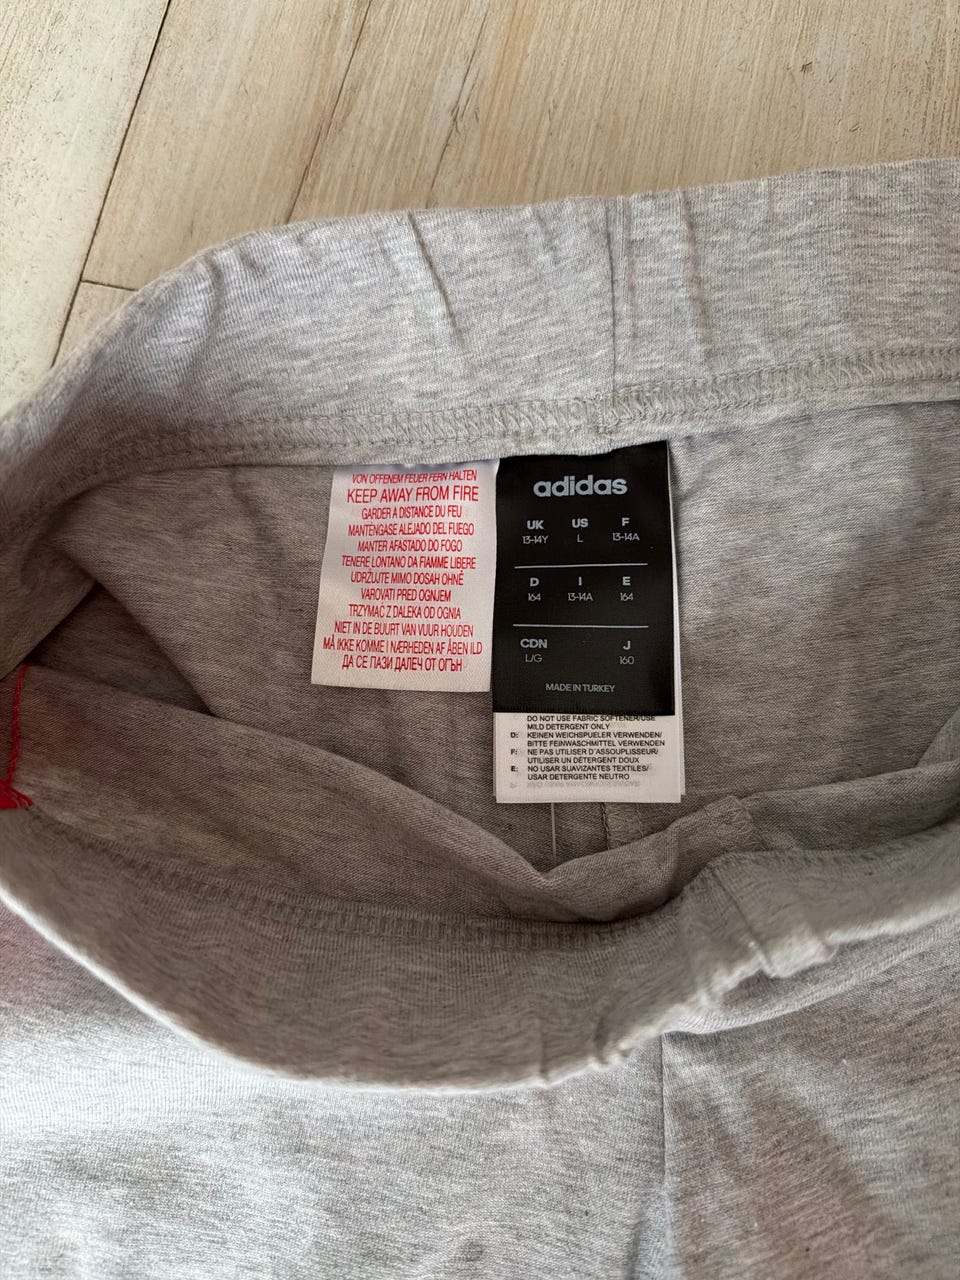 VON OFFENEM FEUER FERN HALTEN
KEEP AWAY FROM FIRE
GARDER A DISTANCE DU FEU
MANTÉNGASE ALEJADO DEL FUEGO
MANTER AFASTADO DO FOGO
TENERE LONTANO DA FIAMME LIBERE
UDRŽUJTE MIMO DOSAH OHNĚ
VAROVATI PRED OGNJEM
TRZYMAĆ Z DALEKA OD OGNIA
NIET IN DE BUURT VAN VUUR HOUDEN
MÅ IKKE KOMME I NÆRHEDEN AF ÅBEN ILD
ДА СЕ ПАЗИ ДАЛЕЧ ОТ ОГЪН
adidas
UK US F
13-14Y L 13-14A
D I E
164 13-14A 164
CDN J
L/G 160
MADE IN TURKEY
DO NOT USE FABRIC SOFTENER/USE
MILD DETERGENT ONLY
D: KEINEN WEICHSPUELER VERWENDEN/
BITTE FEINWASCHMITTEL VERWENDEN
F: NE PAS UTILISER D'ASSOUPLISSEUR/
UTILISER UN DÉTERGENT DOUX
E: NO USAR SUAVIZANTES TEXTILES/
USAR DETERGENTE NEUTRO